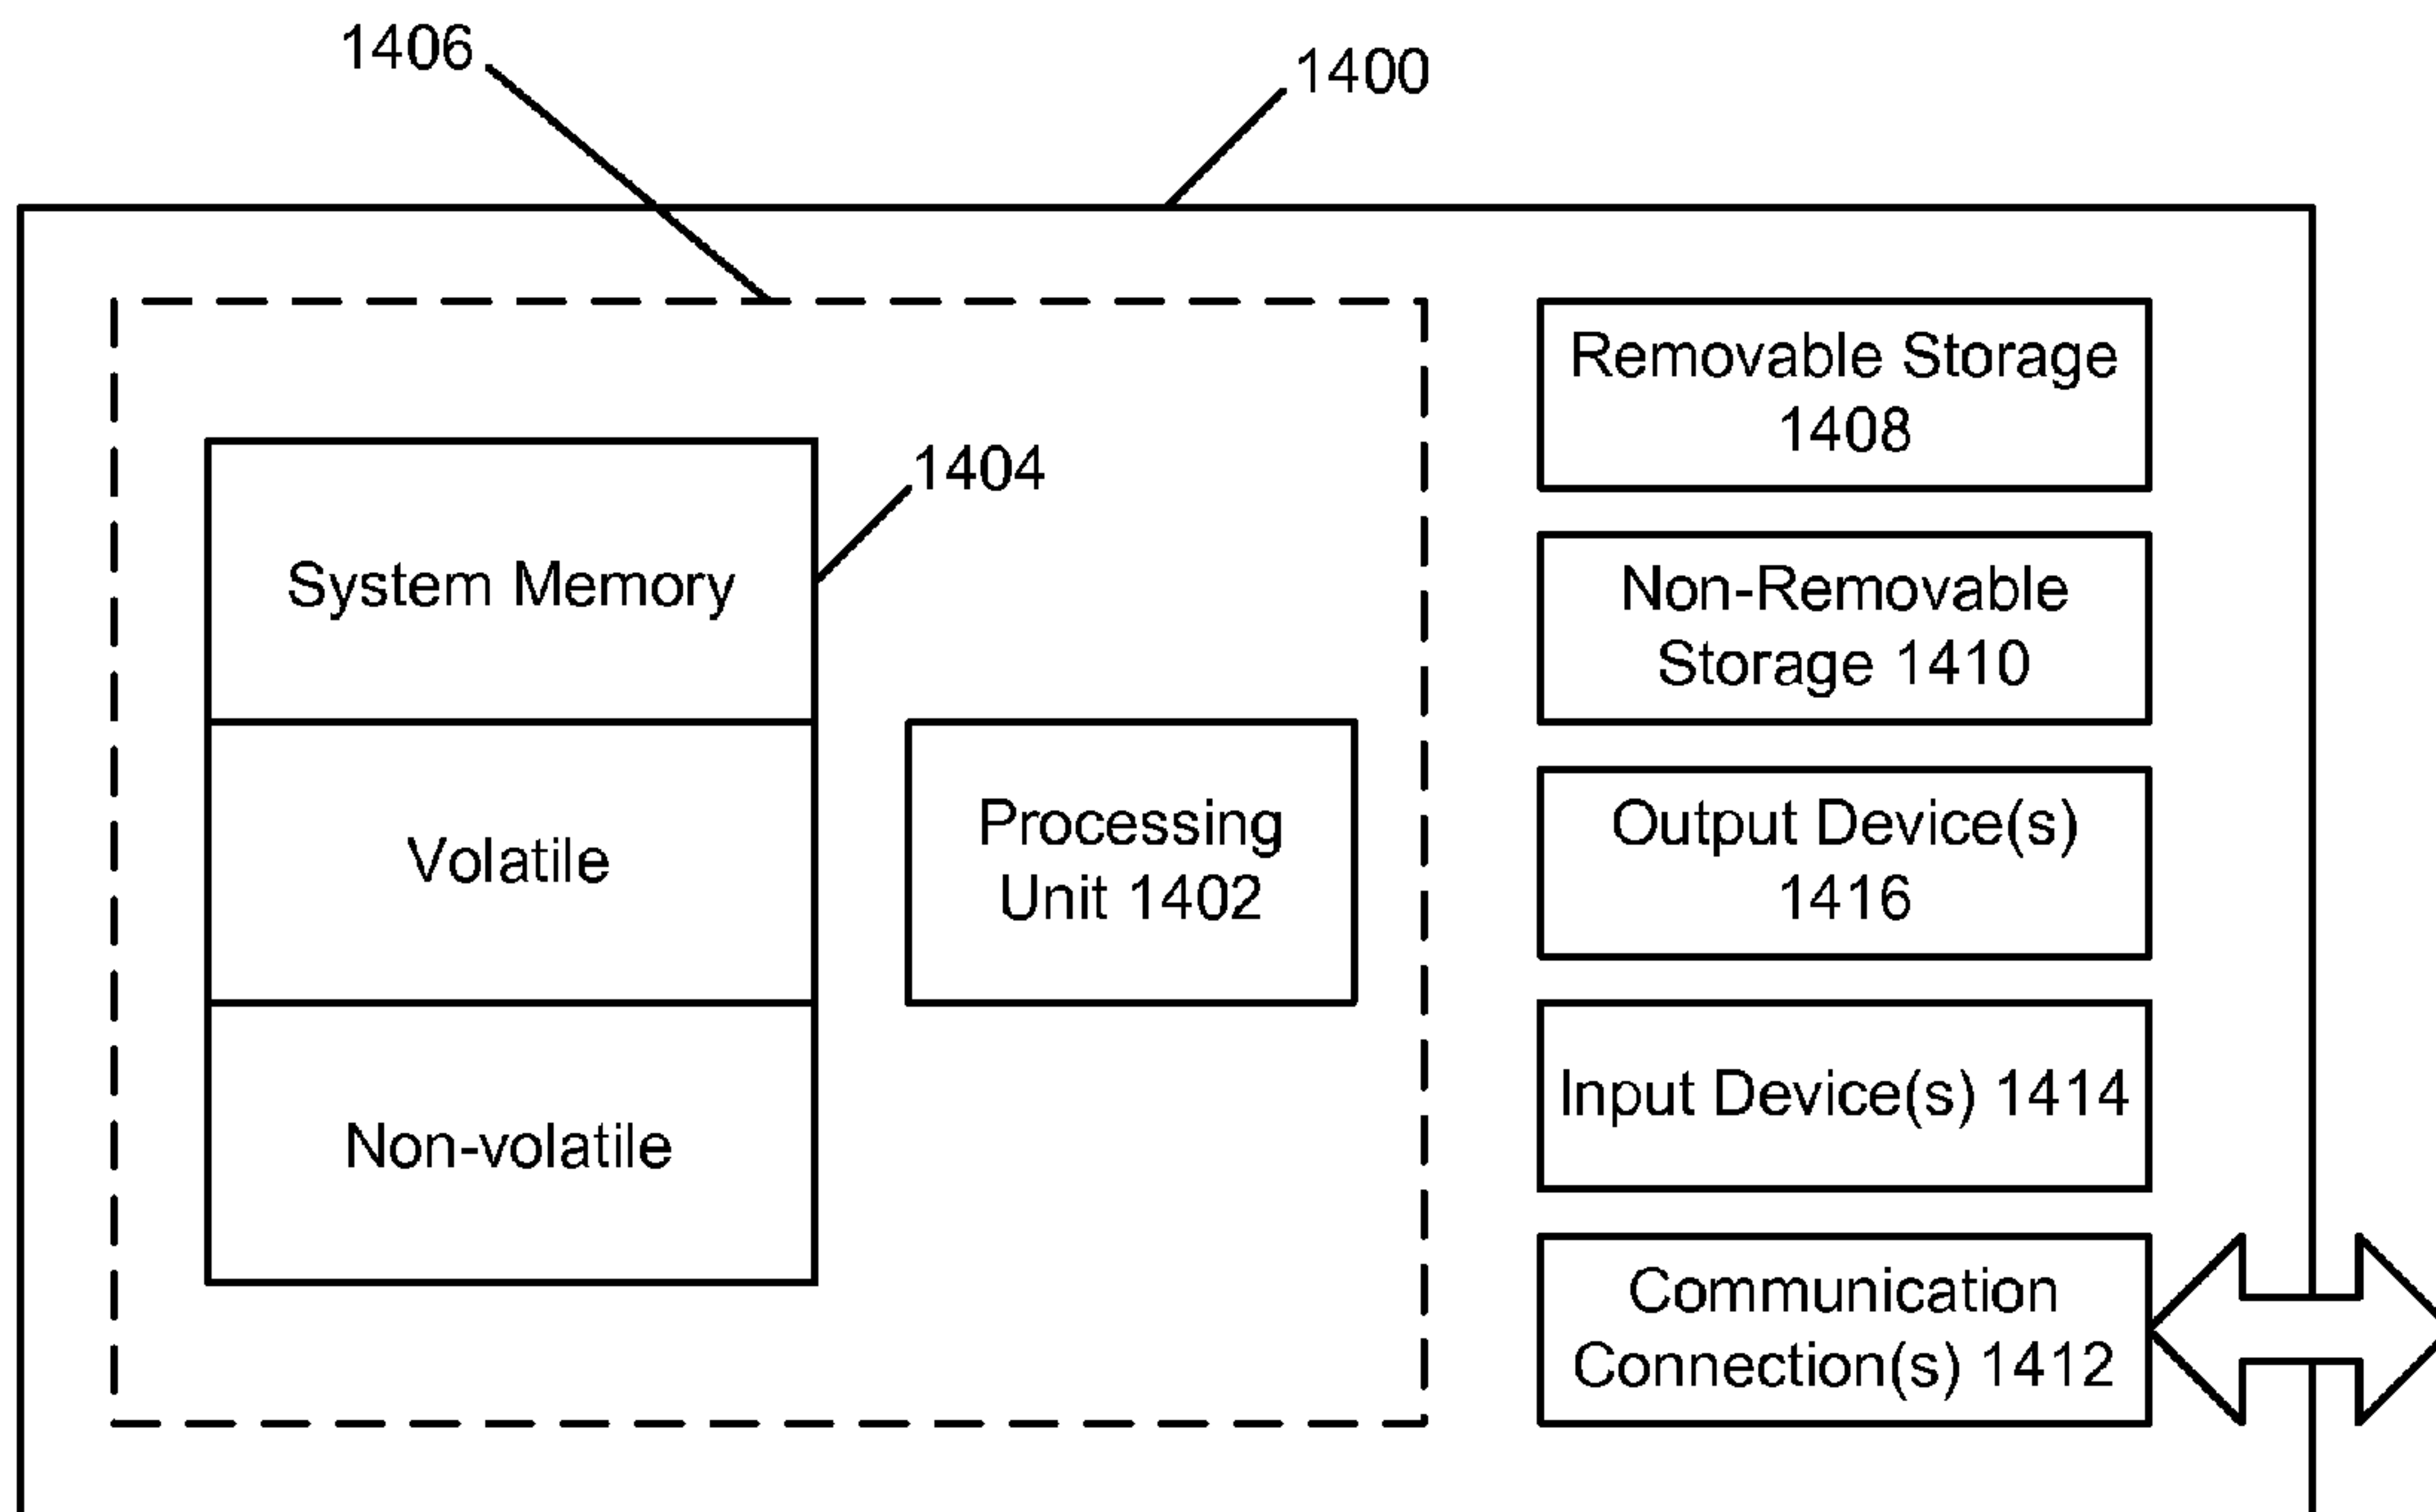 1406
1400
1404
System Memory
Volatile
Non-volatile
Processing
Unit 1402
Removable Storage
1408
Non-Removable
Storage 1410
Output Device(s)
1416
Input Device(s) 1414
Communication
Connection(s) 1412